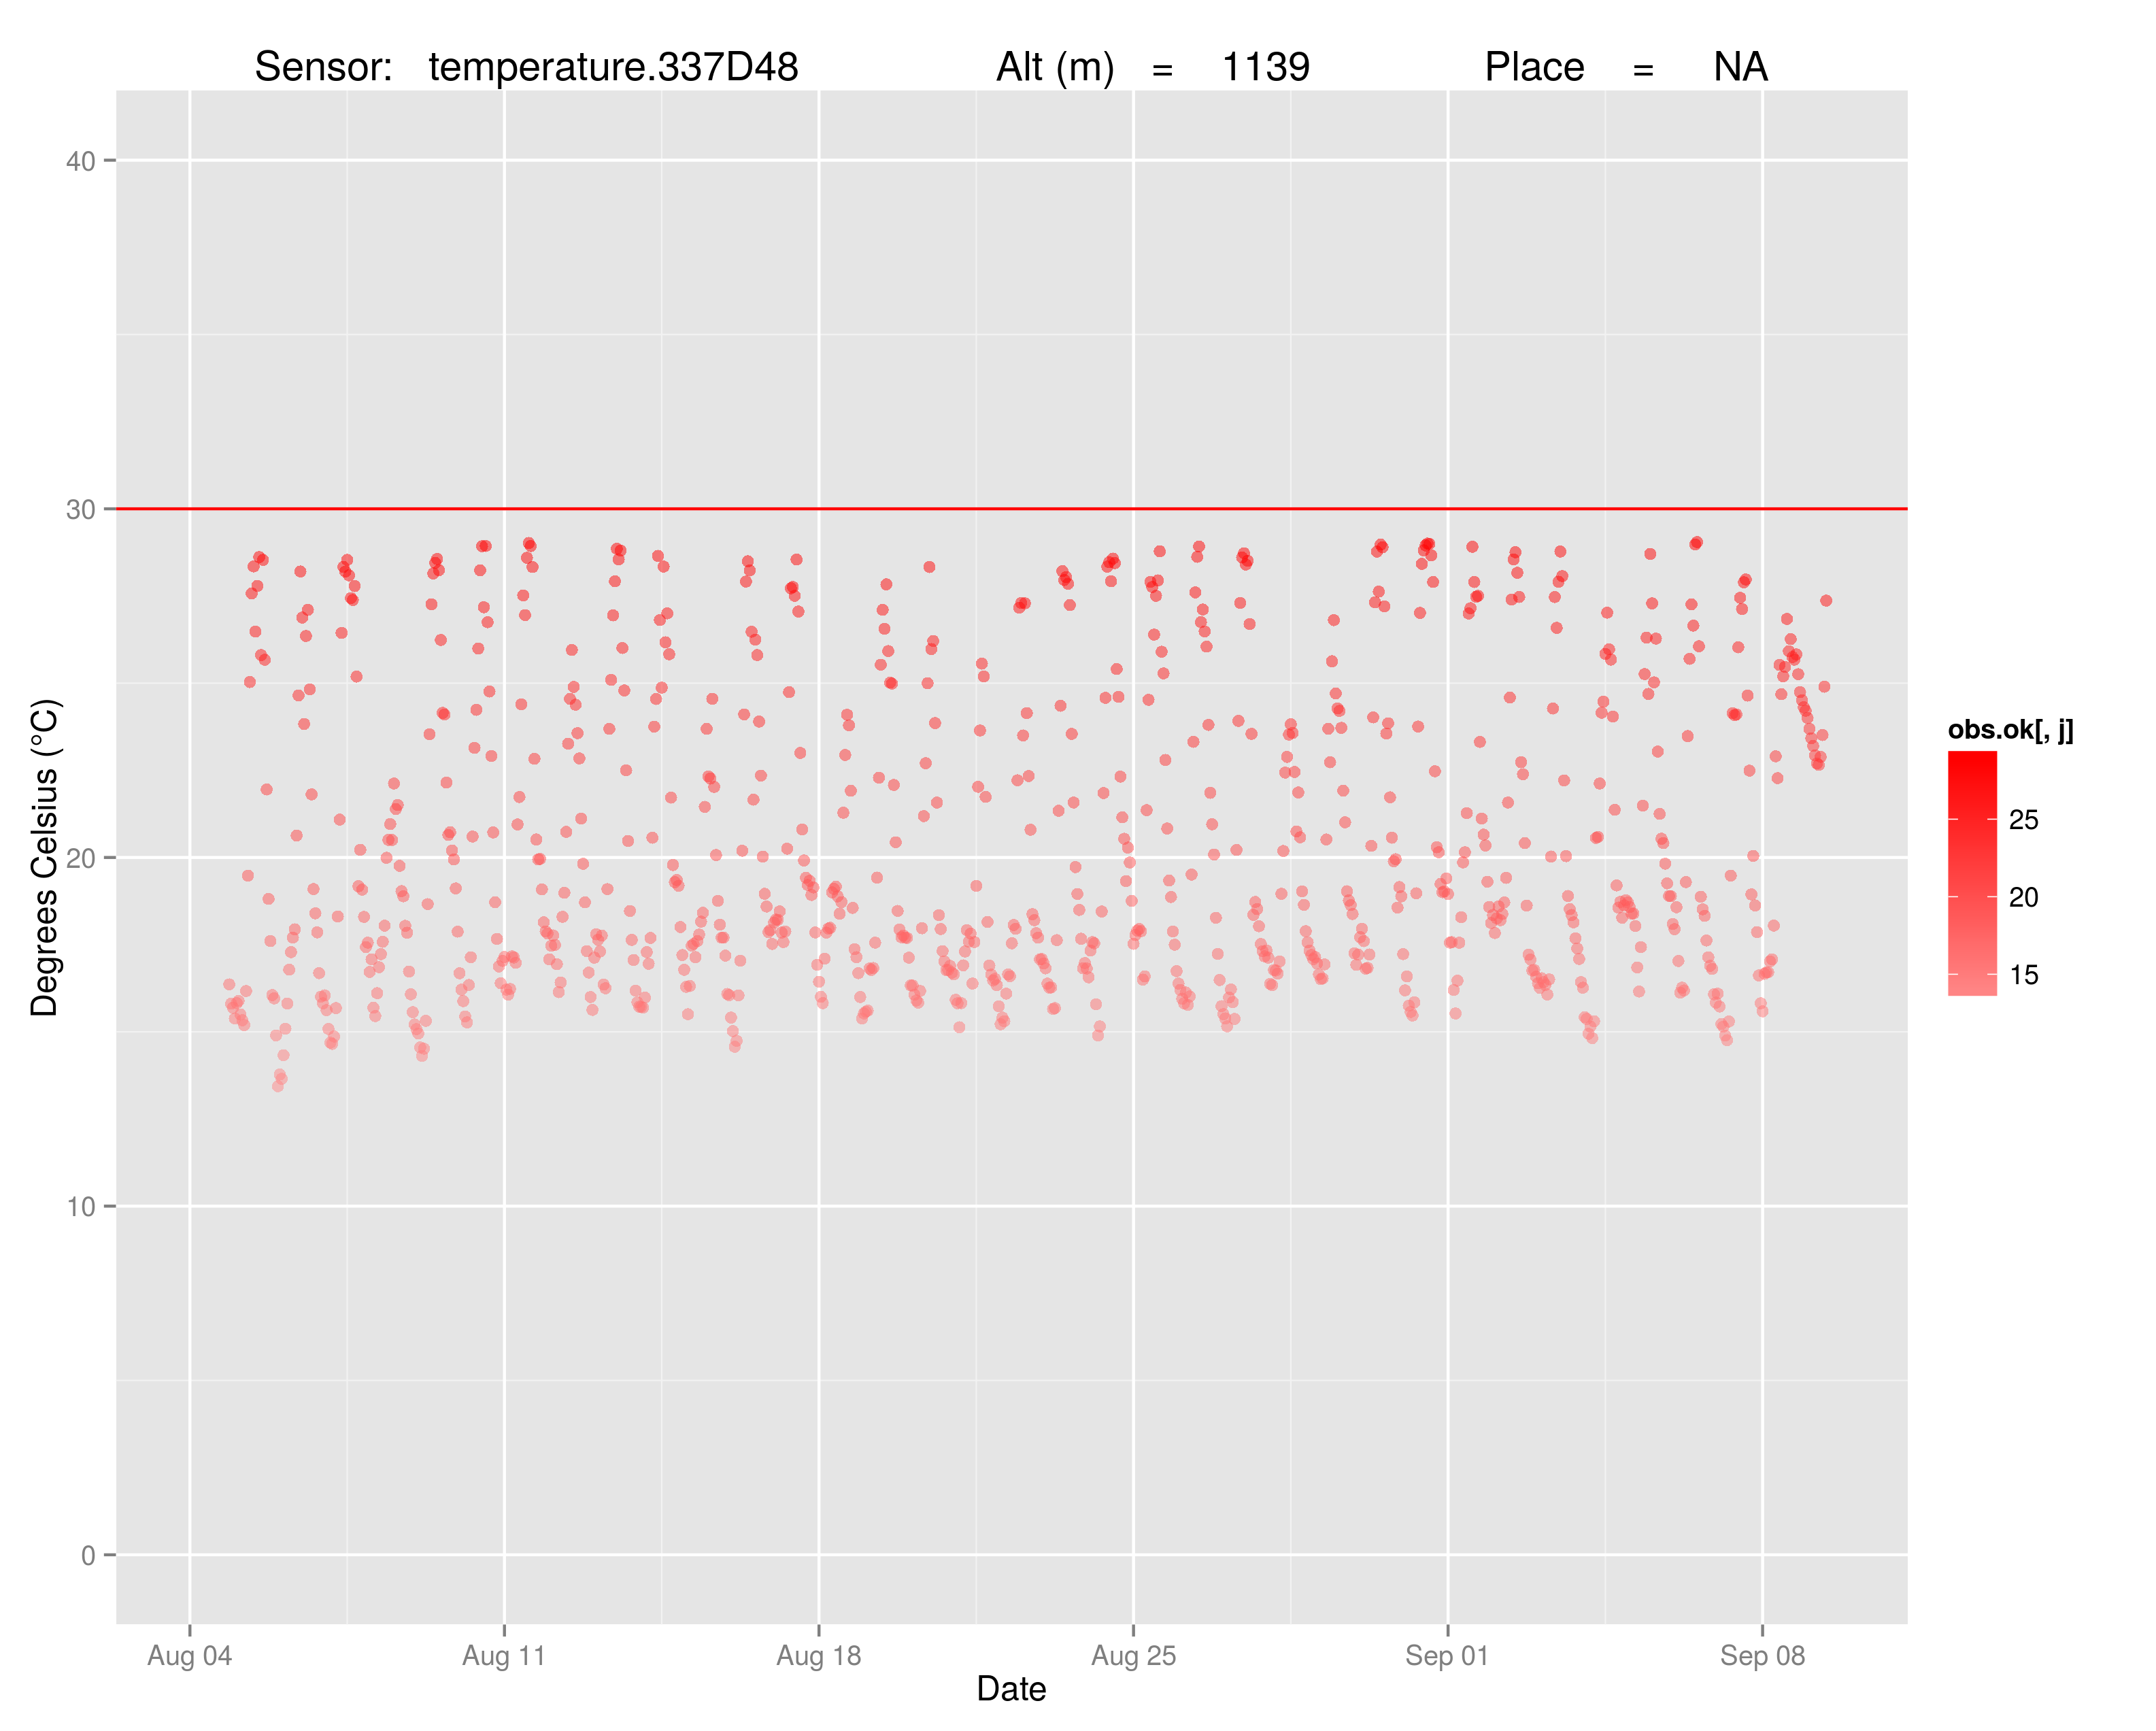 Sensor: temperature.337D48 Alt (m) = 1139 Place = NA
40
30
20
10
0
Degrees Celsius (°C)
Aug 04 Aug 11 Aug 18 Aug 25 Sep 01 Sep 08
Date
obs.ok[, j]
25
20
15